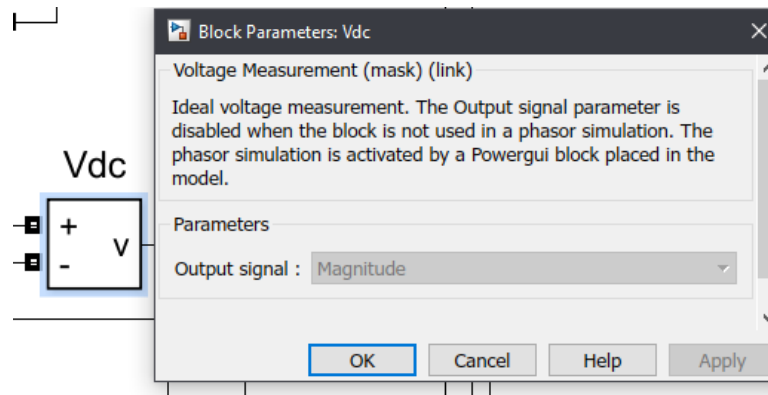 Block Parameters: Vdc
Voltage Measurement (mask) (link)
Ideal voltage measurement. The Output signal parameter is
disabled when the block is not used in a phasor simulation. The
phasor simulation is activated by a Powergui block placed in the
model.
Vdc
+
v
-
Parameters
Output signal : Magnitude
OK Cancel Help Apply